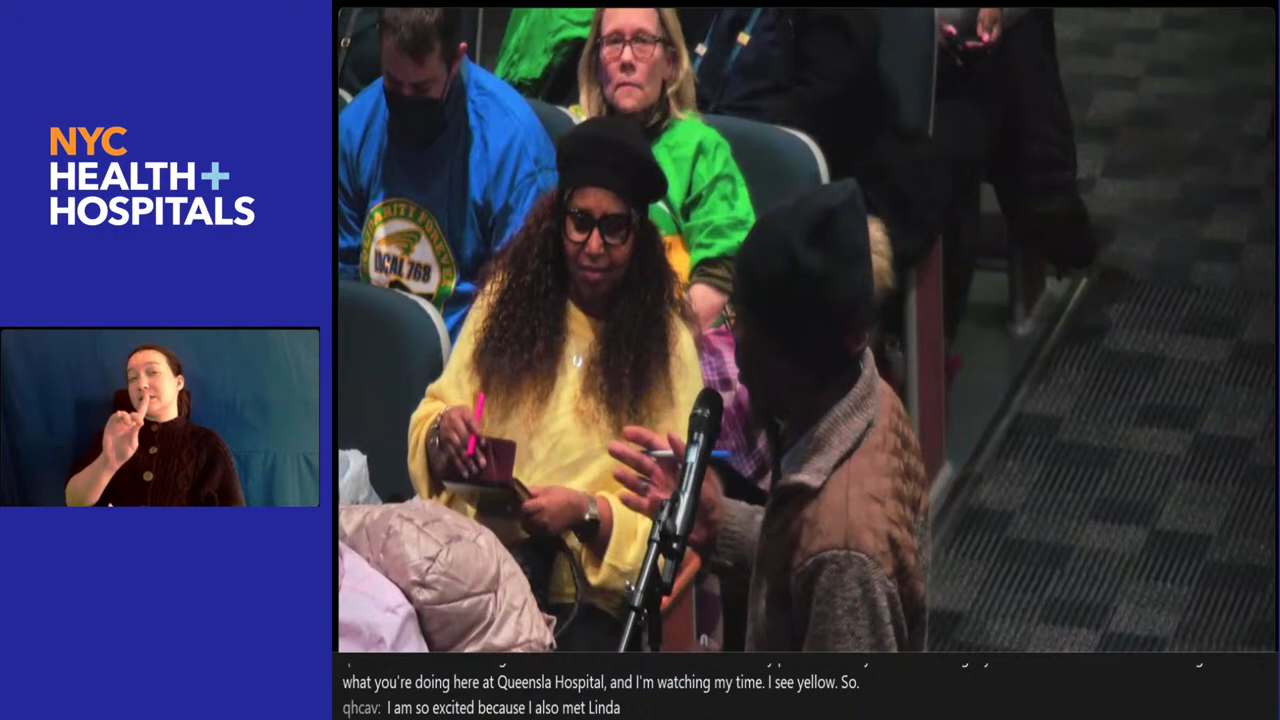 NYC
HEALTH+
HOSPITALS
LOCAL 768
what you're doing here at Queensla Hospital, and I'm watching my time. I see yellow. So.
qhcav: I am so excited because I also met Linda